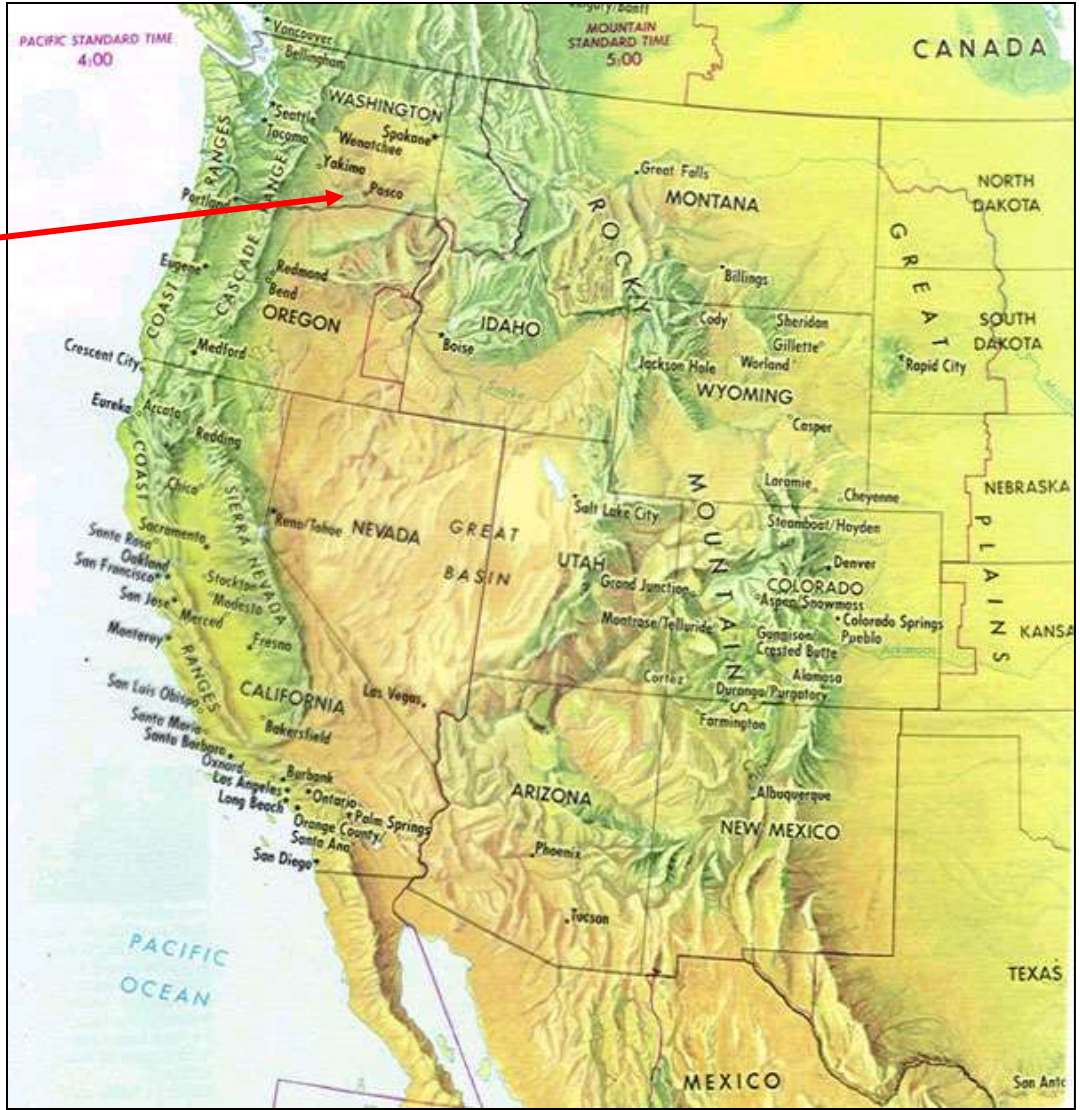 Calgary/Banff
PACIFIC STANDARD TIME
4:00
MOUNTAIN
STANDARD TIME
5:00
CANADA
Vancouver
Bellingham
WASHINGTON
Seattle
Tacoma
Spokane
Wenatchee
Yakima
Pasco
Great Falls
MONTANA
NORTH
DAKOTA
COAST RANGES
CASCADE RANGE
Portland
ROCKY
GREAT
Eugene
Redmond
Bend
OREGON
Billings
IDAHO
Boise
Cody
Sheridan
Gillette
SOUTH
DAKOTA
Medford
Crescent City
Jackson Hole
Worland
Rapid City
Snake
WYOMING
Eureka
Arcata
Redding
Casper
COAST
Chico
SIERRA NEVADA
MOUNTAINS
Laramie
Cheyenne
NEBRASKA
PLAINS
Salt Lake City
Steamboat/Hayden
Sacramento
Reno/Tahoe
NEVADA
GREAT
BASIN
Santa Rosa
Oakland
San Francisco
UTAH
Denver
Grand Junction
COLORADO
Aspen/Snowmass
Stockton
Modesto
San Jose
Merced
Montrose/Telluride
Colorado Springs
Gunnison/
Crested Butte
Pueblo
KANSA
Monterey
Fresno
RANGES
Arkansas
Cortez
Alamosa
Durango/Purgatory
San Luis Obispo
CALIFORNIA
Las Vegas
Farmington
Santa Maria
Bakersfield
Santa Barbara
Oxnard
Burbank
Los Angeles
Ontario
Long Beach
Palm Springs
Orange County/
Santa Ana
San Diego
ARIZONA
Albuquerque
NEW MEXICO
Phoenix
Tucson
PACIFIC
OCEAN
TEXAS
MEXICO
San Anto